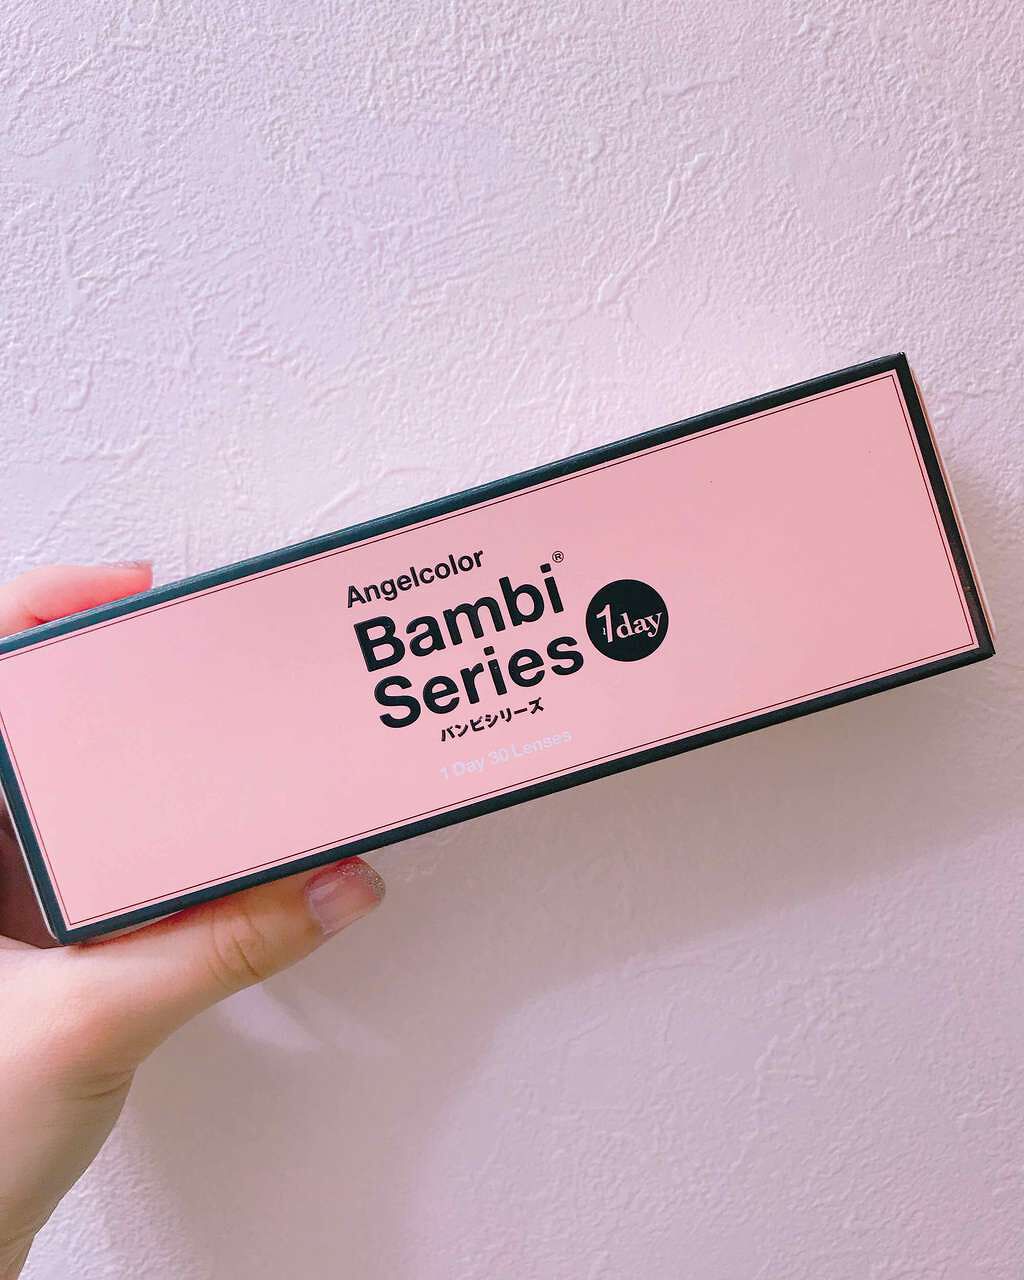 Angelcolor
Bambi®
Series 1day
バンビシリーズ
1 Day 30 Lenses